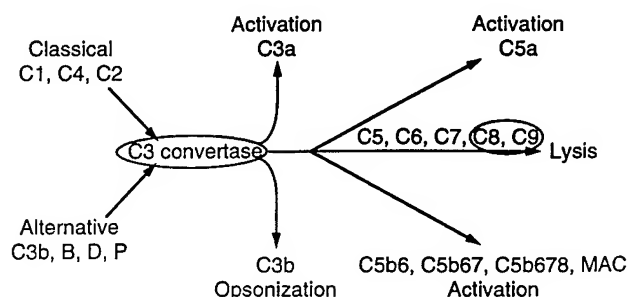 Classical
C1, C4, C2
Activation
C3a
Activation
C5a
C3 convertase
C5, C6, C7, C8, C9
Lysis
Alternative
C3b, B, D, P
C3b
Opsonization
C5b6, C5b67, C5b678, MAC
Activation